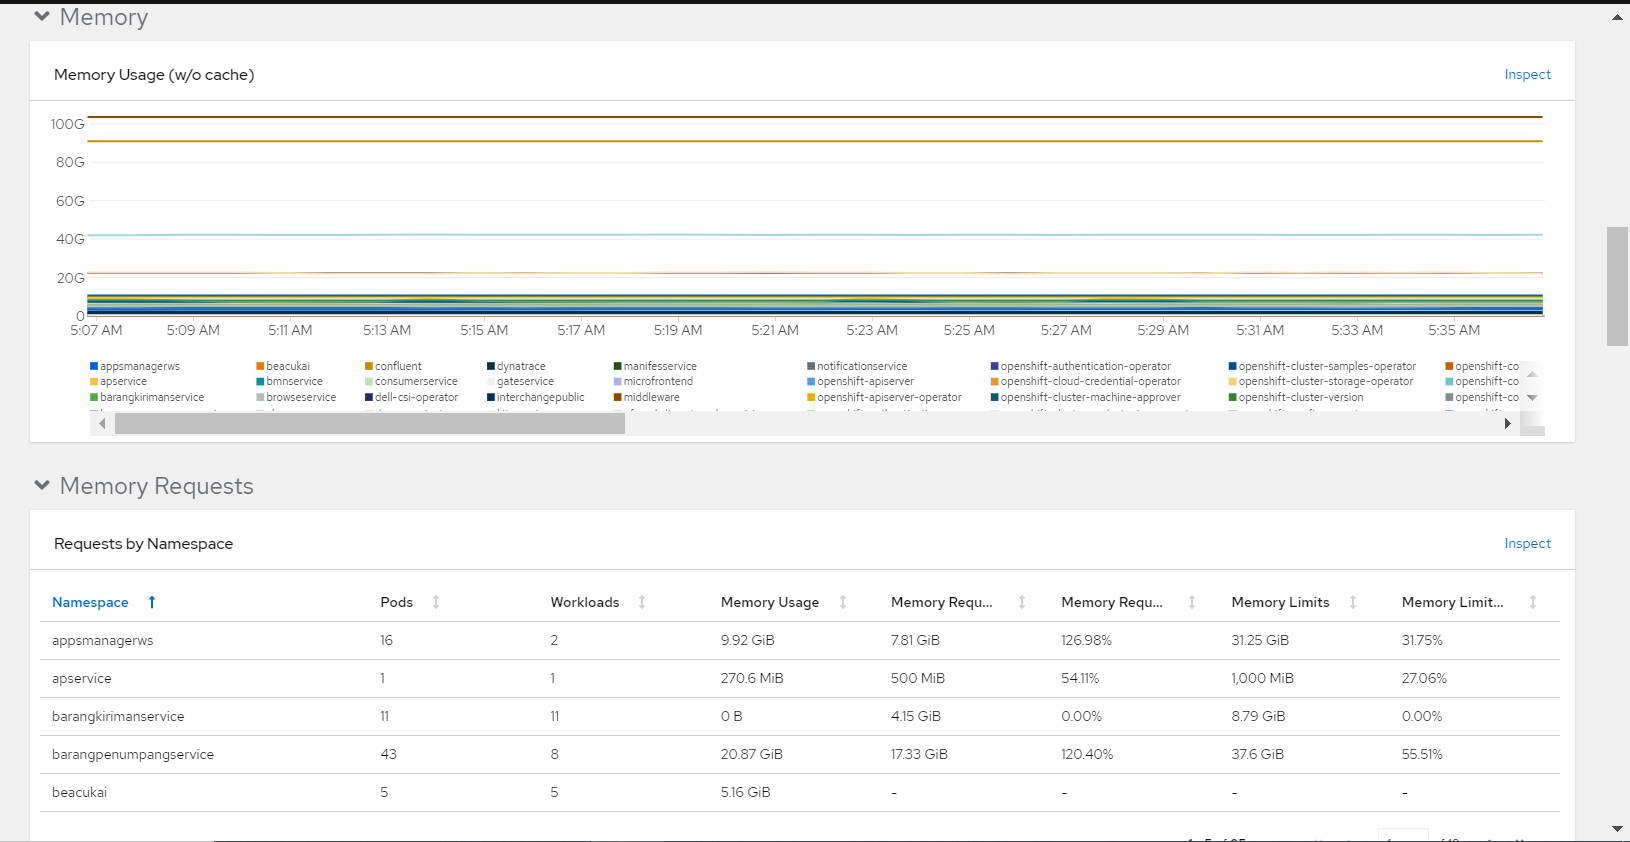 Memory
Memory Usage (w/o cache)
Inspect
100G
80G
60G
40G
20G
0
5:07 AM 5:09 AM 5:11 AM 5:13 AM 5:15 AM 5:17 AM 5:19 AM 5:21 AM 5:23 AM 5:25 AM 5:27 AM 5:29 AM 5:31 AM 5:33 AM 5:35 AM
appsmanagerws beacukai confluent dynatrace manifesservice notificationservice openshift-authentication-operator openshift-cluster-samples-operator openshift-co
apservice bmnservice consumerservice gateservice microfrontend openshift-apiserver openshift-cloud-credential-operator openshift-cluster-storage-operator openshift-co
barangkirimanservice browseservice dell-csi-operator interchangepublic middleware openshift-apiserver-operator openshift-cluster-machine-approver openshift-cluster-version openshift-co
Memory Requests
Requests by Namespace
Inspect
Namespace Pods Workloads Memory Usage Memory Requ... Memory Requ... Memory Limits Memory Limit...
appsmanagerws 16 2 9.92 GiB 7.81 GiB 126.98% 31.25 GiB 31.75%
apservice 1 1 270.6 MiB 500 MiB 54.11% 1,000 MiB 27.06%
barangkirimanservice 11 11 0 B 4.15 GiB 0.00% 8.79 GiB 0.00%
barangpenumpangservice 43 8 20.87 GiB 17.33 GiB 120.40% 37.6 GiB 55.51%
beacukai 5 5 5.16 GiB - - - -